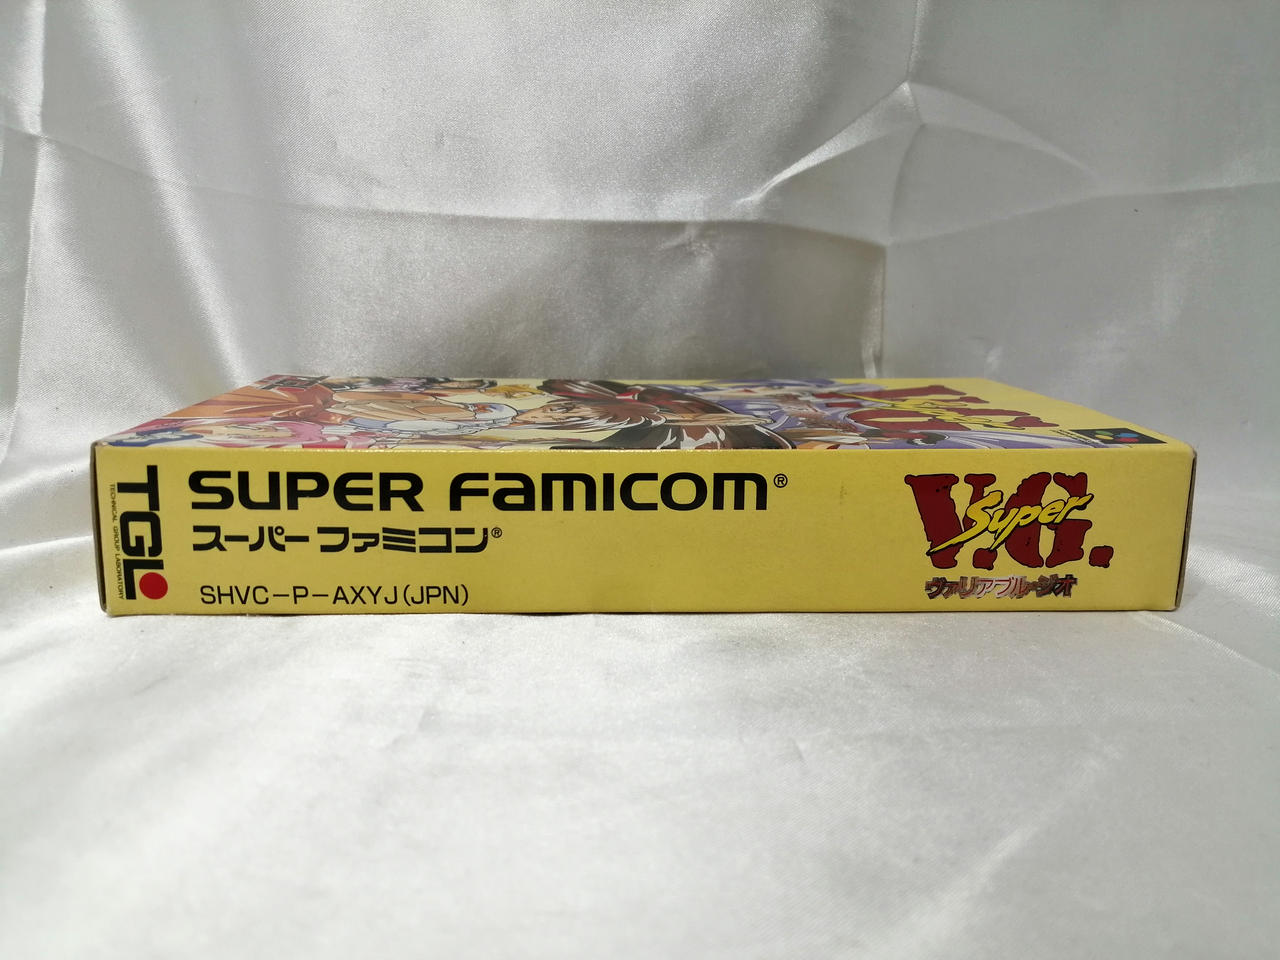 TGL
TECHNICAL GROUP LABORATORY
SUPER FAMICOM®
スーパーファミコン®
SHVC-P-AXYJ(JPN)
V.G.
Super
ヴァリアブル・ジオ